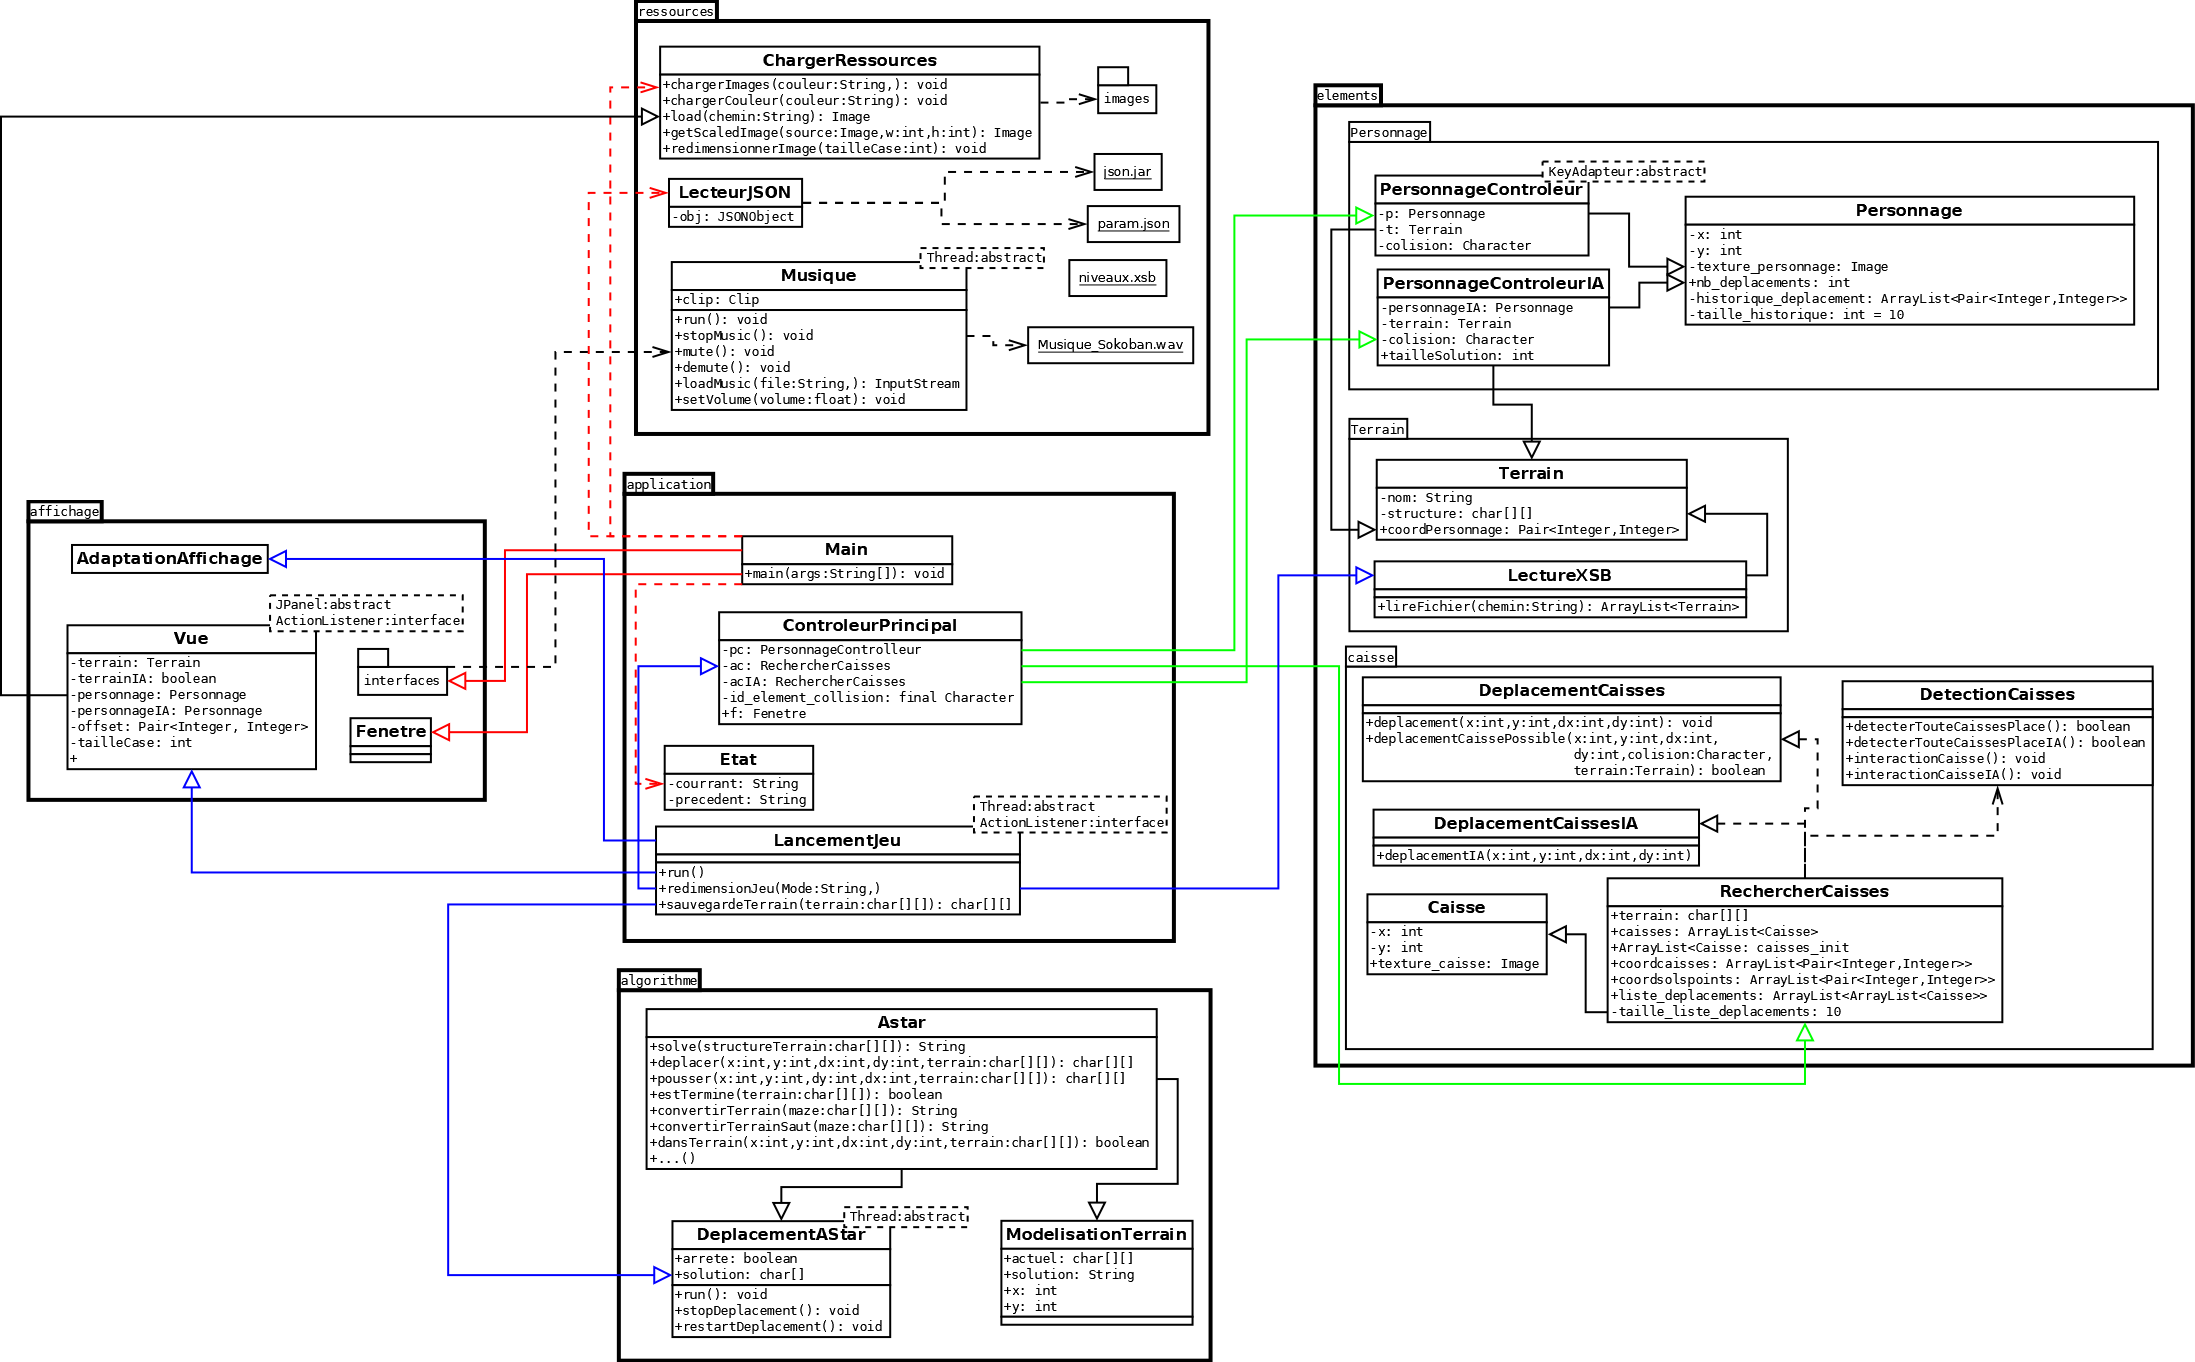 ressources
ChargerRessources
+chargerImages(couleur:String,): void
+chargerCouleur(couleur:String): void
+load(chemin:String): Image
+getScaledImage(source:Image,w:int,h:int): Image
+redimensionnerImage(tailleCase:int): void
images
LecteurJSON
-obj: JSONObject
json.jar
param.json
niveaux.xsb
Thread:abstract
Musique
+clip: Clip
+run(): void
+stopMusic(): void
+mute(): void
+demute(): void
+loadMusic(file:String,): InputStream
+setVolume(volume:float): void
Musique_Sokoban.wav
affichage
AdaptationAffichage
JPanel:abstract
ActionListener:interface
Vue
-terrain: Terrain
-terrainIA: boolean
-personnage: Personnage
-personnageIA: Personnage
-offset: Pair<Integer, Integer>
-tailleCase: int
+
interfaces
Fenetre
application
Main
+main(args:String[]): void
ControleurPrincipal
-pc: PersonnageControlleur
-ac: RechercherCaisses
-acIA: RechercherCaisses
-id_element_collision: final Character
+f: Fenetre
Etat
-courrant: String
-precedent: String
Thread:abstract
ActionListener:interface
LancementJeu
+run()
+redimensionJeu(Mode:String,)
+sauvegardeTerrain(terrain:char[][]): char[][]
algorithme
Astar
+solve(structureTerrain:char[][]): String
+deplacer(x:int,y:int,dx:int,dy:int,terrain:char[][]): char[][]
+pousser(x:int,y:int,dy:int,dx:int,terrain:char[][]): char[][]
+estTermine(terrain:char[][]): boolean
+convertirTerrain(maze:char[][]): String
+convertirTerrainSaut(maze:char[][]): String
+dansTerrain(x:int,y:int,dx:int,dy:int,terrain:char[][]): boolean
+...()
Thread:abstract
DeplacementAStar
+arrete: boolean
+solution: char[]
+run(): void
+stopDeplacement(): void
+restartDeplacement(): void
ModelisationTerrain
+actuel: char[][]
+solution: String
+x: int
+y: int
elements
Personnage
KeyAdapteur:abstract
PersonnageControleur
-p: Personnage
-t: Terrain
-colision: Character
PersonnageControleurIA
-personnageIA: Personnage
-terrain: Terrain
-colision: Character
+tailleSolution: int
Personnage
-x: int
-y: int
-texture_personnage: Image
+nb_deplacements: int
-historique_deplacement: ArrayList<Pair<Integer,Integer>>
-taille_historique: int = 10
Terrain
Terrain
-nom: String
-structure: char[][]
+coordPersonnage: Pair<Integer,Integer>
LectureXSB
+lireFichier(chemin:String): ArrayList<Terrain>
caisse
DeplacementCaisses
+deplacement(x:int,y:int,dx:int,dy:int): void
+deplacementCaissePossible(x:int,y:int,dx:int,
dy:int,colision:Character,
terrain:Terrain): boolean
DetectionCaisses
+detecterTouteCaissesPlace(): boolean
+detecterTouteCaissesPlaceIA(): boolean
+interactionCaisse(): void
+interactionCaisseIA(): void
DeplacementCaissesIA
+deplacementIA(x:int,y:int,dx:int,dy:int)
Caisse
-x: int
-y: int
+texture_caisse: Image
RechercherCaisses
+terrain: char[][]
+caisses: ArrayList<Caisse>
+ArrayList<Caisse: caisses_init
+coordcaisses: ArrayList<Pair<Integer,Integer>>
+coordsolspoints: ArrayList<Pair<Integer,Integer>>
+liste_deplacements: ArrayList<ArrayList<Caisse>>
-taille_liste_deplacements: 10